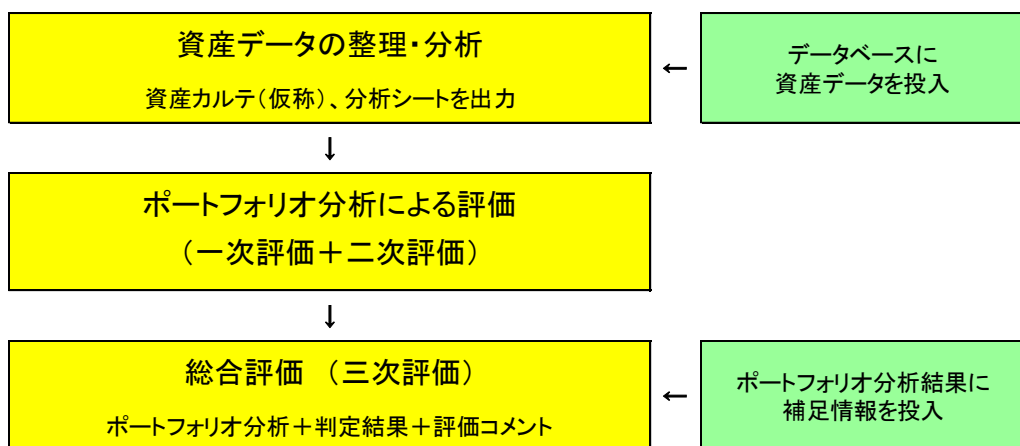 資産データの整理・分析
資産カルテ（仮称）、分析シートを出力
←
データベースに
資産データを投入
↓
ポートフォリオ分析による評価
（一次評価＋二次評価）
↓
総合評価　（三次評価）
ポートフォリオ分析＋判定結果＋評価コメント
←
ポートフォリオ分析結果に
補足情報を投入